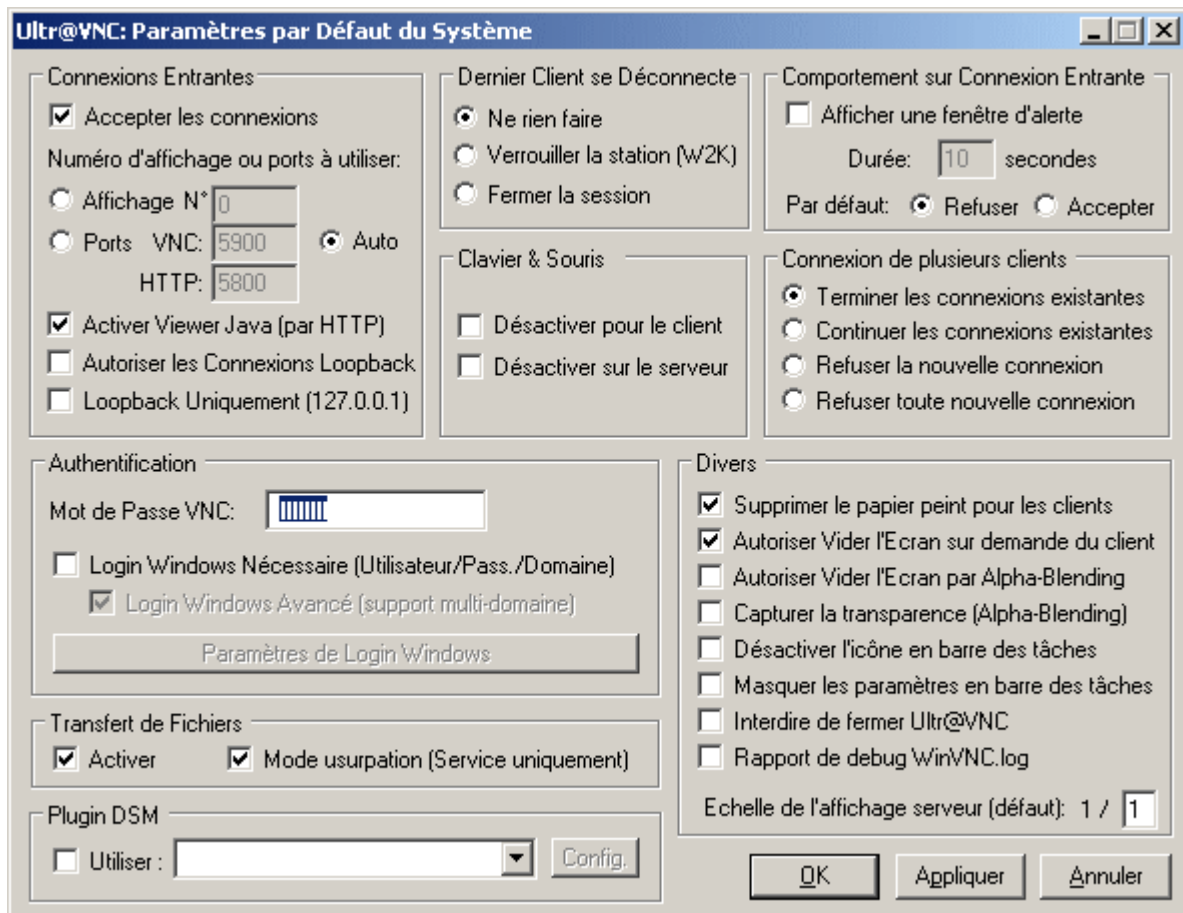 Ultr@VNC: Paramètres par Défaut du Système
Connexions Entrantes
Accepter les connexions
Numéro d'affichage ou ports à utiliser:
Affichage N° 0
Ports VNC: 5900 Auto
HTTP: 5800
Activer Viewer Java (par HTTP)
Autoriser les Connexions Loopback
Loopback Uniquement (127.0.0.1)
Dernier Client se Déconnecte
Ne rien faire
Verrouiller la station (W2K)
Fermer la session
Clavier & Souris
Désactiver pour le client
Désactiver sur le serveur
Comportement sur Connexion Entrante
Afficher une fenêtre d'alerte
Durée: 10 secondes
Par défaut: Refuser Accepter
Connexion de plusieurs clients
Terminer les connexions existantes
Continuer les connexions existantes
Refuser la nouvelle connexion
Refuser toute nouvelle connexion
Authentification
Mot de Passe VNC:
Login Windows Nécessaire (Utilisateur/Pass./Domaine)
Login Windows Avancé (support multi-domaine)
Paramètres de Login Windows
Transfert de Fichiers
Activer Mode usurpation (Service uniquement)
Plugin DSM
Utiliser : Config.
Divers
Supprimer le papier peint pour les clients
Autoriser Vider l'Ecran sur demande du client
Autoriser Vider l'Ecran par Alpha-Blending
Capturer la transparence (Alpha-Blending)
Désactiver l'icône en barre des tâches
Masquer les paramètres en barre des tâches
Interdire de fermer Ultr@VNC
Rapport de debug WinVNC.log
Echelle de l'affichage serveur (défaut): 1 / 1
OK Appliquer Annuler